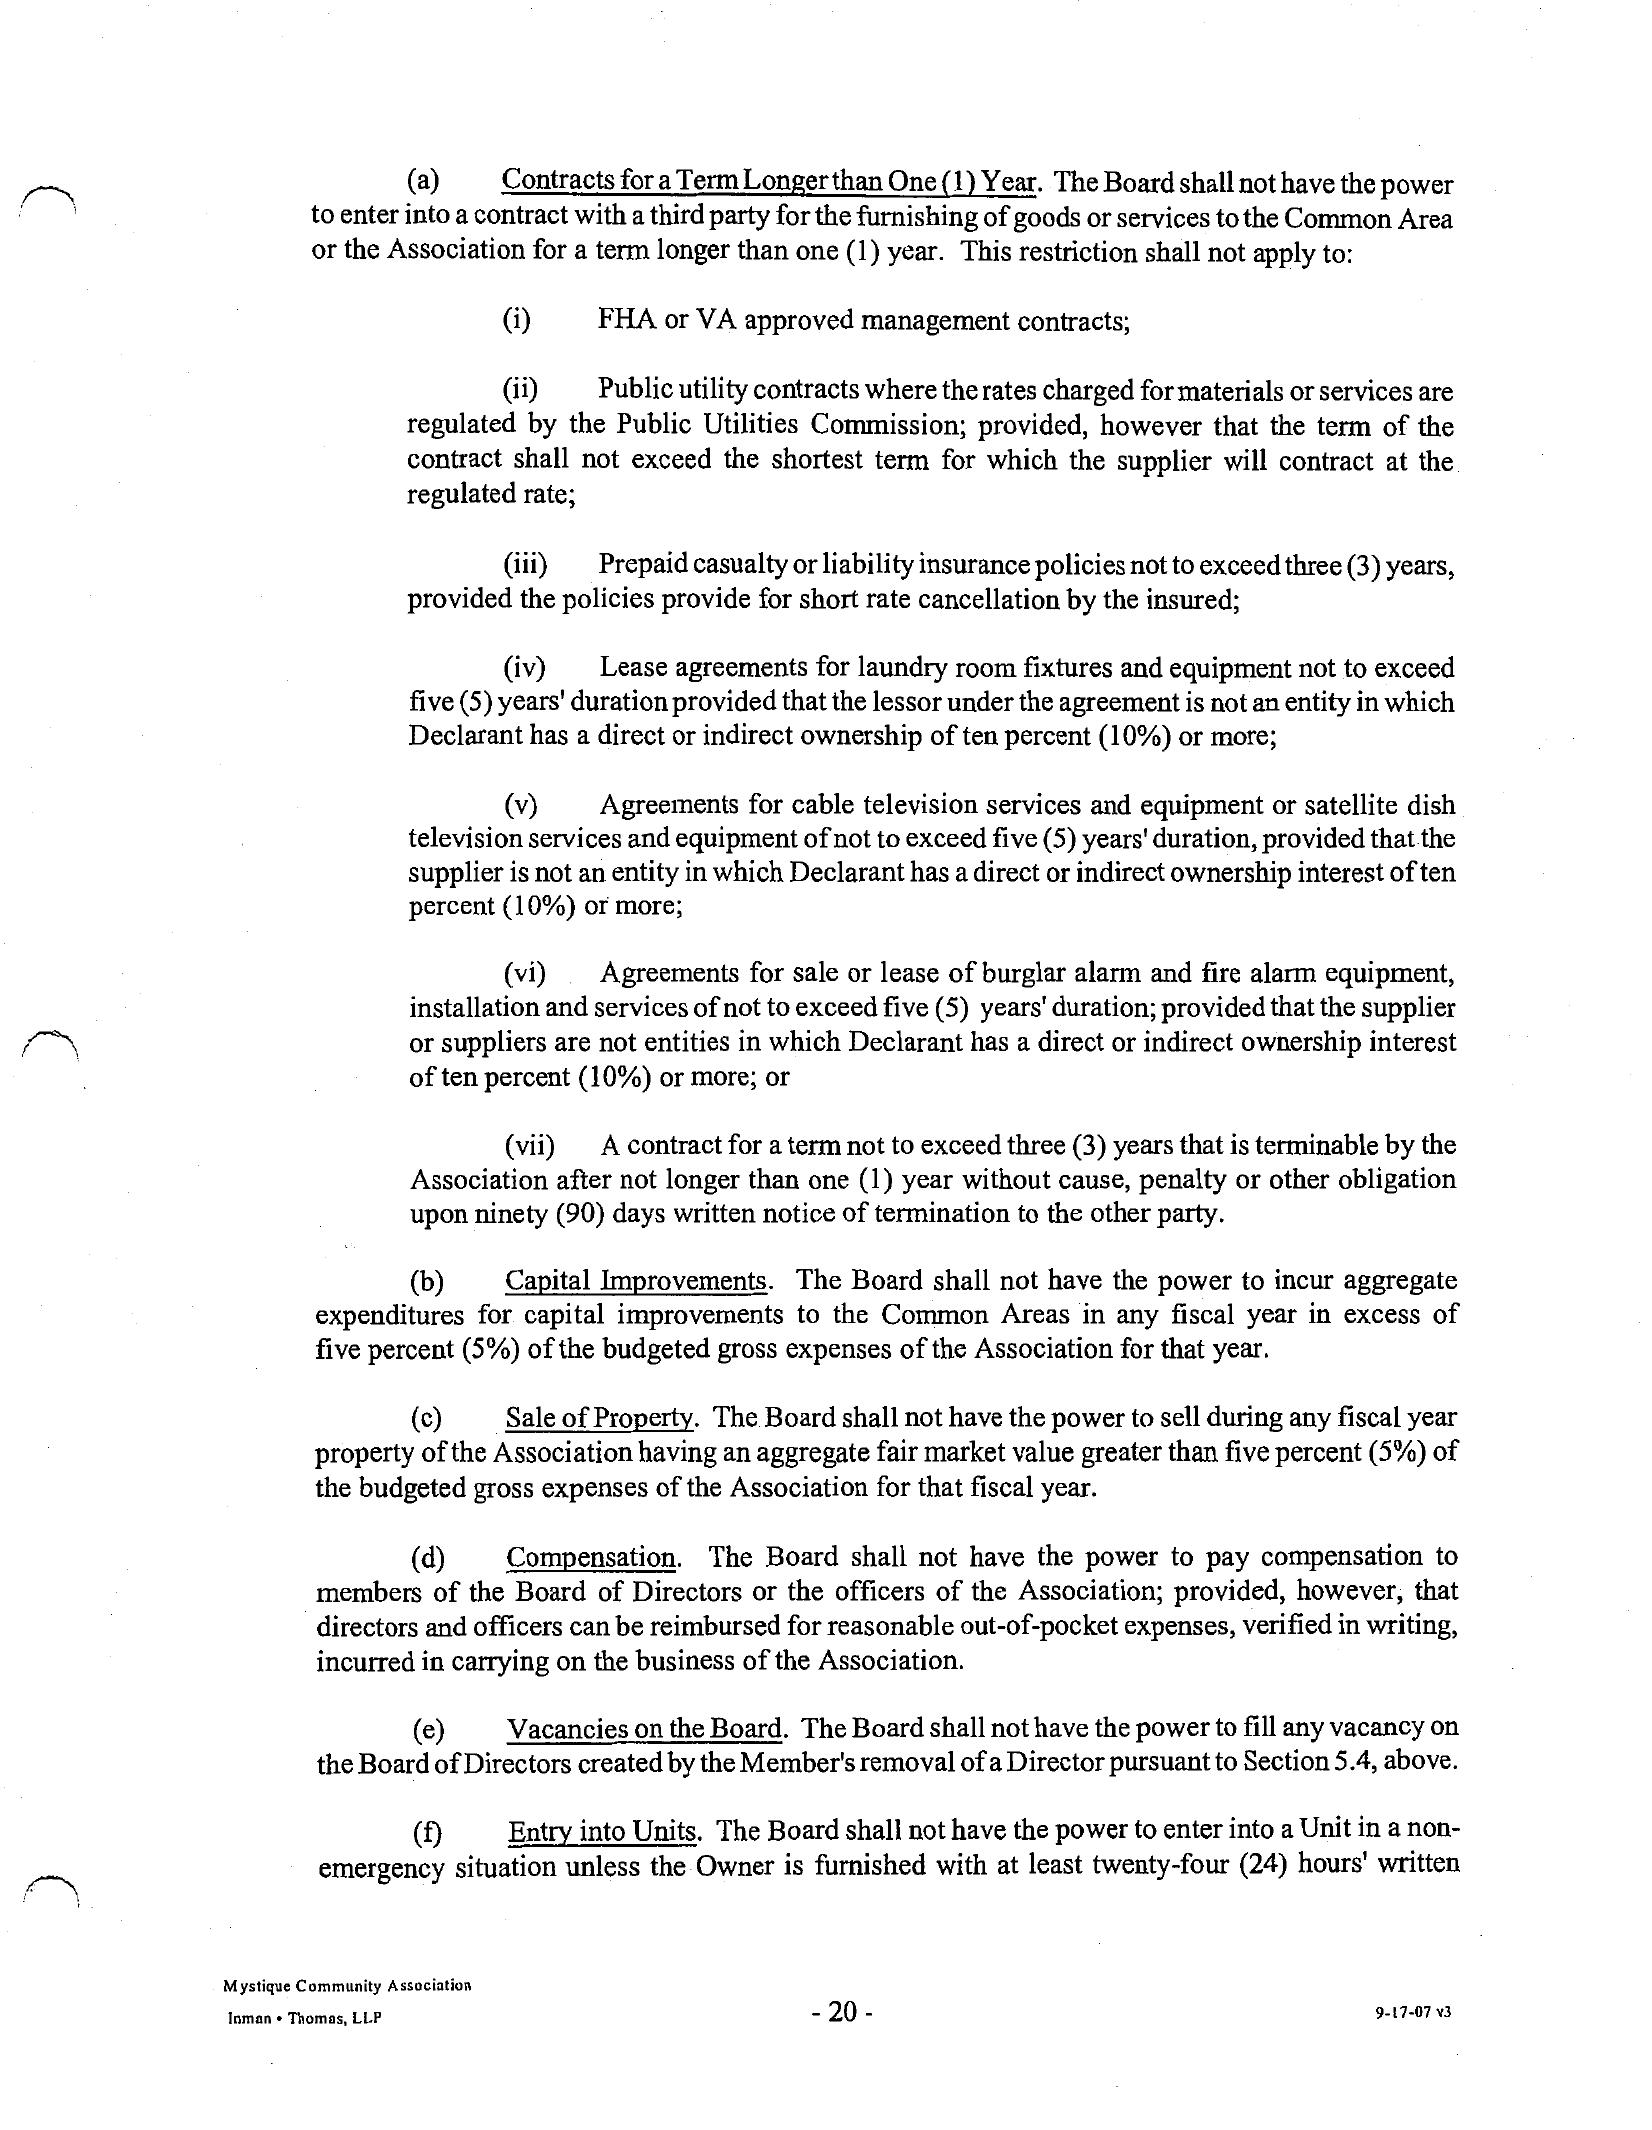 (a) Contracts for a Term Longer than One (1) Year. The Board shall not have the power
to enter into a contract with a third party for the furnishing of goods or services to the Common Area
or the Association for a term longer than one (1) year. This restriction shall not apply to:
(i) FHA or VA approved management contracts;
(ii) Public utility contracts where the rates charged for materials or services are
regulated by the Public Utilities Commission; provided, however that the term of the
contract shall not exceed the shortest term for which the supplier will contract at the
regulated rate;
(iii) Prepaid casualty or liability insurance policies not to exceed three (3) years,
provided the policies provide for short rate cancellation by the insured;
(iv) Lease agreements for laundry room fixtures and equipment not to exceed
five (5) years' duration provided that the lessor under the agreement is not an entity in which
Declarant has a direct or indirect ownership of ten percent (10%) or more;
(v) Agreements for cable television services and equipment or satellite dish
television services and equipment of not to exceed five (5) years' duration, provided that the
supplier is not an entity in which Declarant has a direct or indirect ownership interest of ten
percent (10%) or more;
(vi) Agreements for sale or lease of burglar alarm and fire alarm equipment,
installation and services of not to exceed five (5) years' duration; provided that the supplier
or suppliers are not entities in which Declarant has a direct or indirect ownership interest
of ten percent (10%) or more; or
(vii) A contract for a term not to exceed three (3) years that is terminable by the
Association after not longer than one (1) year without cause, penalty or other obligation
upon ninety (90) days written notice of termination to the other party.
(b) Capital Improvements. The Board shall not have the power to incur aggregate
expenditures for capital improvements to the Common Areas in any fiscal year in excess of
five percent (5%) of the budgeted gross expenses of the Association for that year.
(c) Sale of Property. The Board shall not have the power to sell during any fiscal year
property of the Association having an aggregate fair market value greater than five percent (5%) of
the budgeted gross expenses of the Association for that fiscal year.
(d) Compensation. The Board shall not have the power to pay compensation to
members of the Board of Directors or the officers of the Association; provided, however, that
directors and officers can be reimbursed for reasonable out-of-pocket expenses, verified in writing,
incurred in carrying on the business of the Association.
(e) Vacancies on the Board. The Board shall not have the power to fill any vacancy on
the Board of Directors created by the Member's removal of a Director pursuant to Section 5.4, above.
(f) Entry into Units. The Board shall not have the power to enter into a Unit in a non-
emergency situation unless the Owner is furnished with at least twenty-four (24) hours' written
Mystique Community Association
Inman • Thomas, LLP
- 20 -
9-17-07 v3